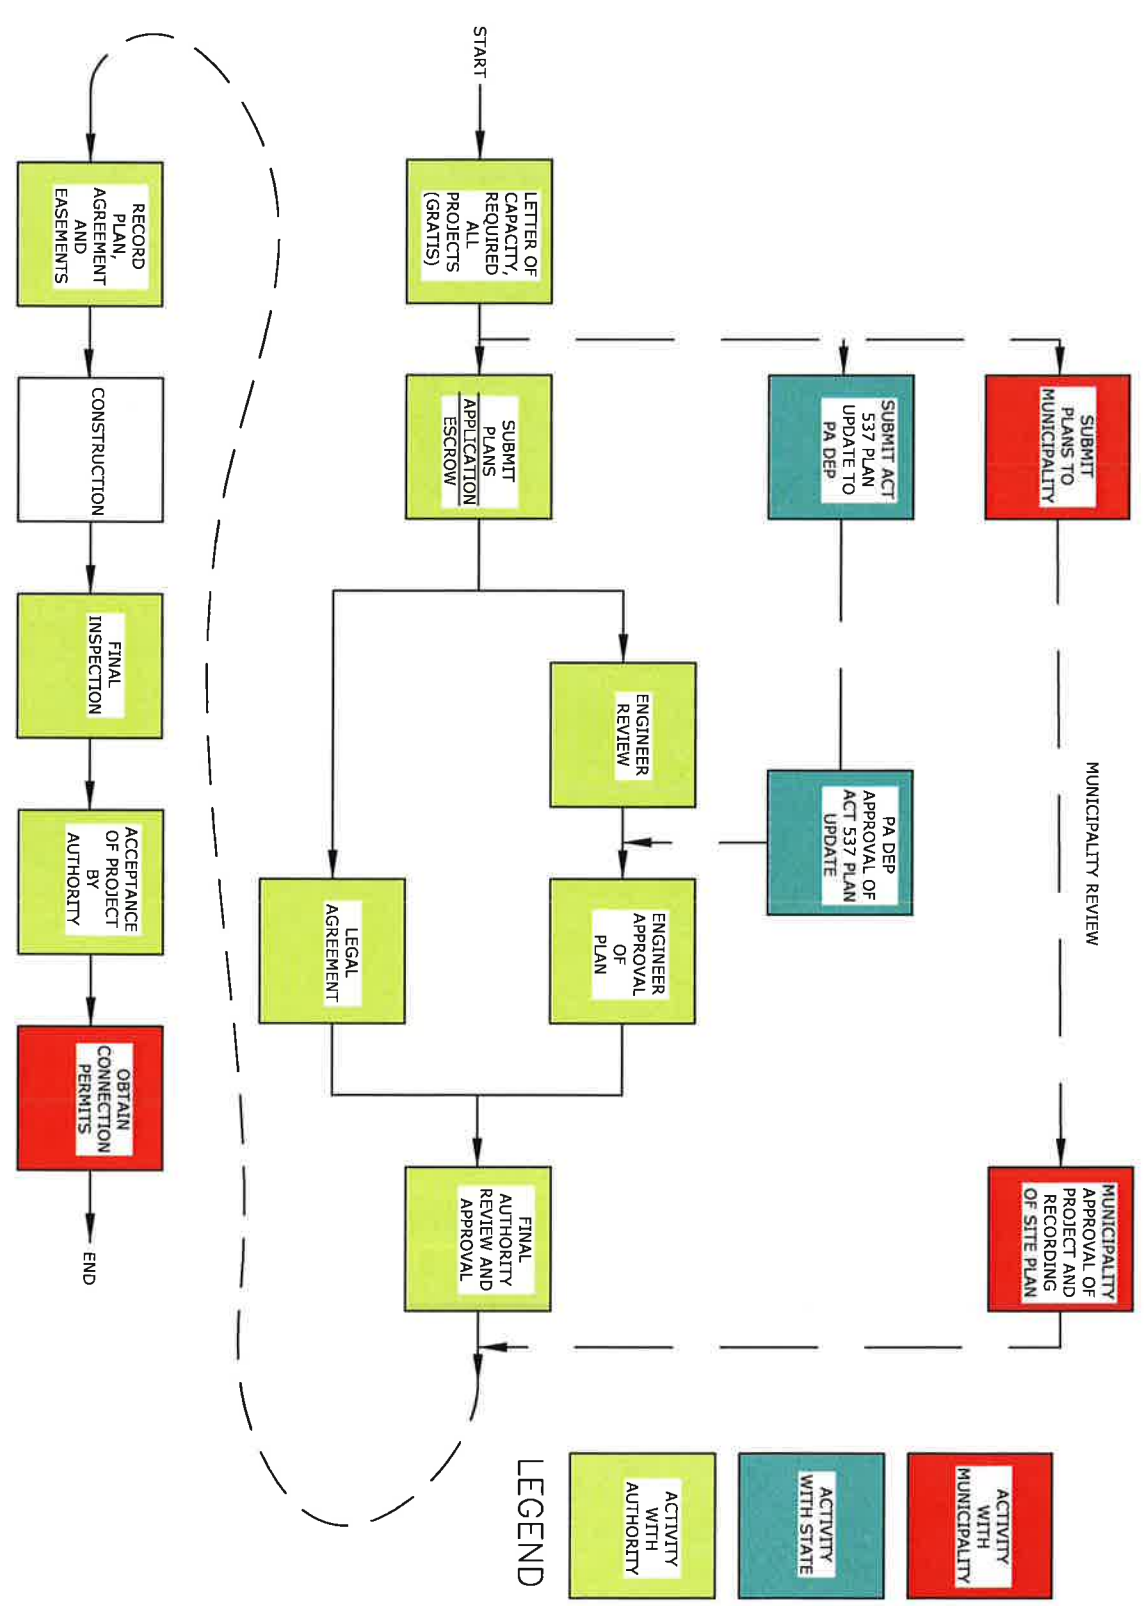 SUBMIT
PLANS TO
MUNICIPALITY
MUNICIPALITY REVIEW
MUNICIPALITY
APPROVAL OF
PROJECT AND
RECORDING
OF SITE PLAN
SUBMIT ACT
537 PLAN
UPDATE TO
PA DEP
PA DEP
APPROVAL OF
ACT 537 PLAN
UPDATE
START
LETTER OF
CAPACITY,
REQUIRED
ALL
PROJECTS
(GRATIS)
SUBMIT
PLANS
APPLICATION
ESCROW
ENGINEER
REVIEW
ENGINEER
APPROVAL
OF
PLAN
LEGAL
AGREEMENT
FINAL
AUTHORITY
REVIEW AND
APPROVAL
RECORD
PLAN,
AGREEMENT
AND
EASEMENTS
CONSTRUCTION
FINAL
INSPECTION
ACCEPTANCE
OF PROJECT
BY
AUTHORITY
OBTAIN
CONNECTION
PERMITS
END
ACTIVITY
WITH
MUNICIPALITY
ACTIVITY
WITH STATE
ACTIVITY
WITH
AUTHORITY
LEGEND